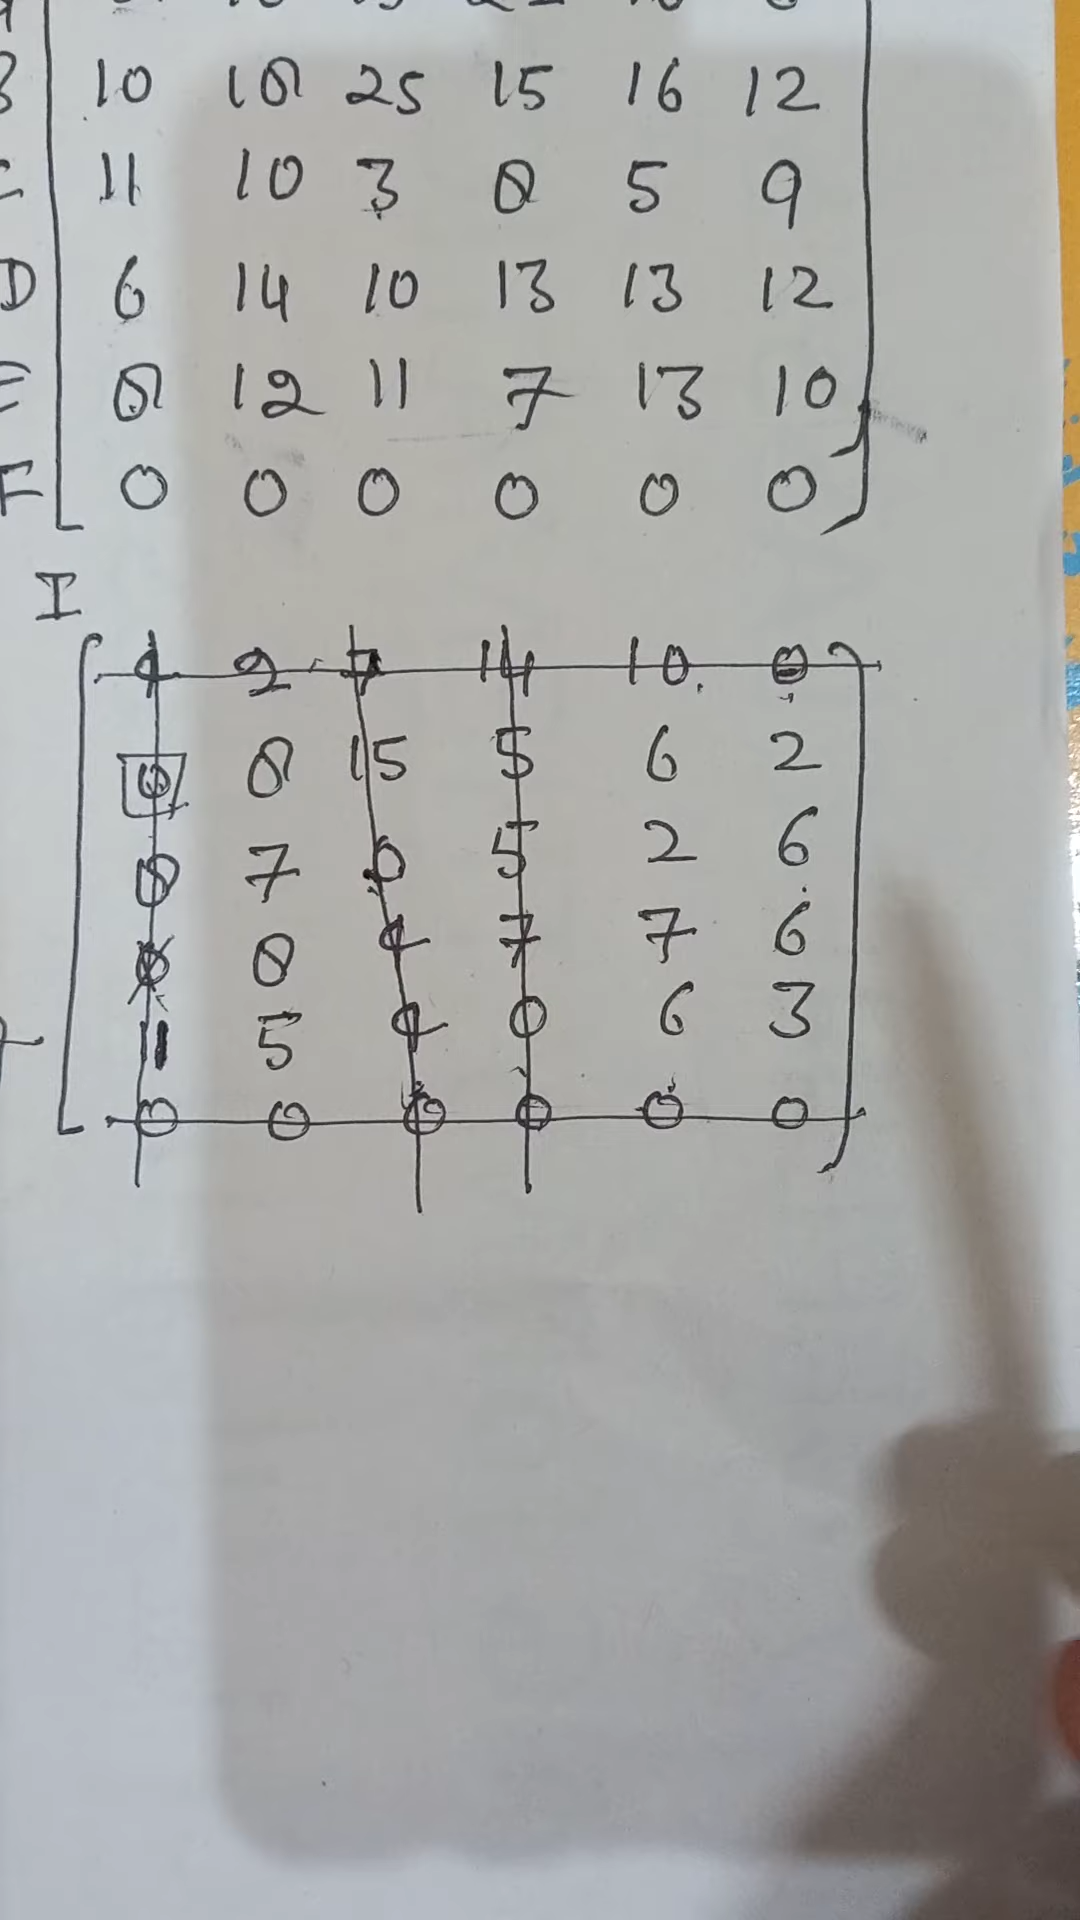 B 10 18 25 15 16 12
11 10 3 8 5 9
D 6 14 10 13 13 12
E 8 12 11 7 13 10
F 0 0 0 0 0 0
I
2 7 14 10 0
0 8 15 5 6 2
8 7 0 5 2 6
0 8 4 7 7 6
1 5 4 0 6 3
0 0 0 0 0 0